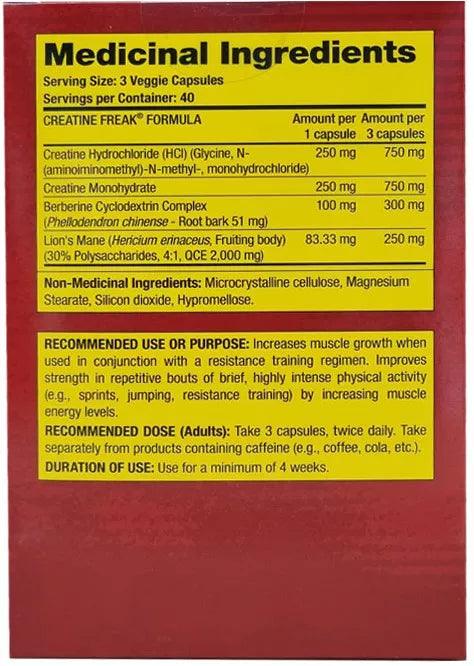 Medicinal Ingredients
Serving Size: 3 Veggie Capsules
Servings per Container: 40
CREATINE FREAK® FORMULA Amount per 1 capsule Amount per 3 capsules
Creatine Hydrochloride (HCl) (Glycine, N- 250 mg 750 mg
(aminoiminomethyl)-N-methyl-, monohydrochloride)
Creatine Monohydrate 250 mg 750 mg
Berberine Cyclodextrin Complex 100 mg 300 mg
(Phellodendron chinense - Root bark 51 mg)
Lion's Mane (Hericium erinaceus, Fruiting body) 83.33 mg 250 mg
(30% Polysaccharides, 4:1, QCE 2,000 mg)
Non-Medicinal Ingredients: Microcrystalline cellulose, Magnesium
Stearate, Silicon dioxide, Hypromellose.
RECOMMENDED USE OR PURPOSE: Increases muscle growth when
used in conjunction with a resistance training regimen. Improves
strength in repetitive bouts of brief, highly intense physical activity
(e.g., sprints, jumping, resistance training) by increasing muscle
energy levels.
RECOMMENDED DOSE (Adults): Take 3 capsules, twice daily. Take
separately from products containing caffeine (e.g., coffee, cola, etc.).
DURATION OF USE: Use for a minimum of 4 weeks.